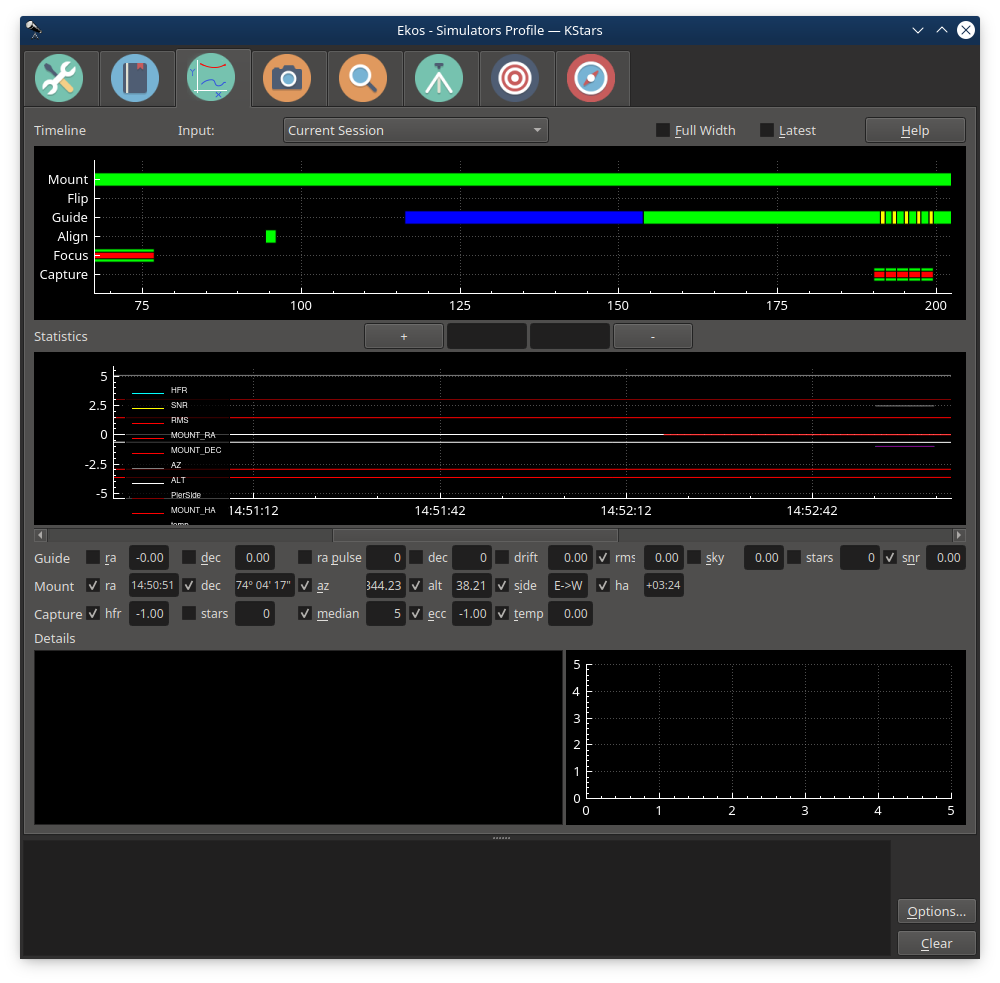 Ekos - Simulators Profile — KStars
Timeline Input: Current Session Full Width Latest Help
Mount
Flip
Guide
Align
Focus
Capture
75 100 125 150 175 200
Statistics + -
5
2.5
0
-2.5
-5
HFR
SNR
RMS
MOUNT_RA
MOUNT_DEC
AZ
ALT
PierSide
MOUNT_HA
temp
14:51:12 14:51:42 14:52:12 14:52:42
Guide ra -0.00 dec 0.00 ra pulse 0 dec 0 drift 0.00 rms 0.00 sky 0.00 stars 0 snr 0.00
Mount ra 14:50:51 dec 74° 04' 17" az 344.23 alt 38.21 side E->W ha +03:24
Capture hfr -1.00 stars 0 median 5 ecc -1.00 temp 0.00
Details
5
4
3
2
1
0
0 1 2 3 4 5
Options...
Clear